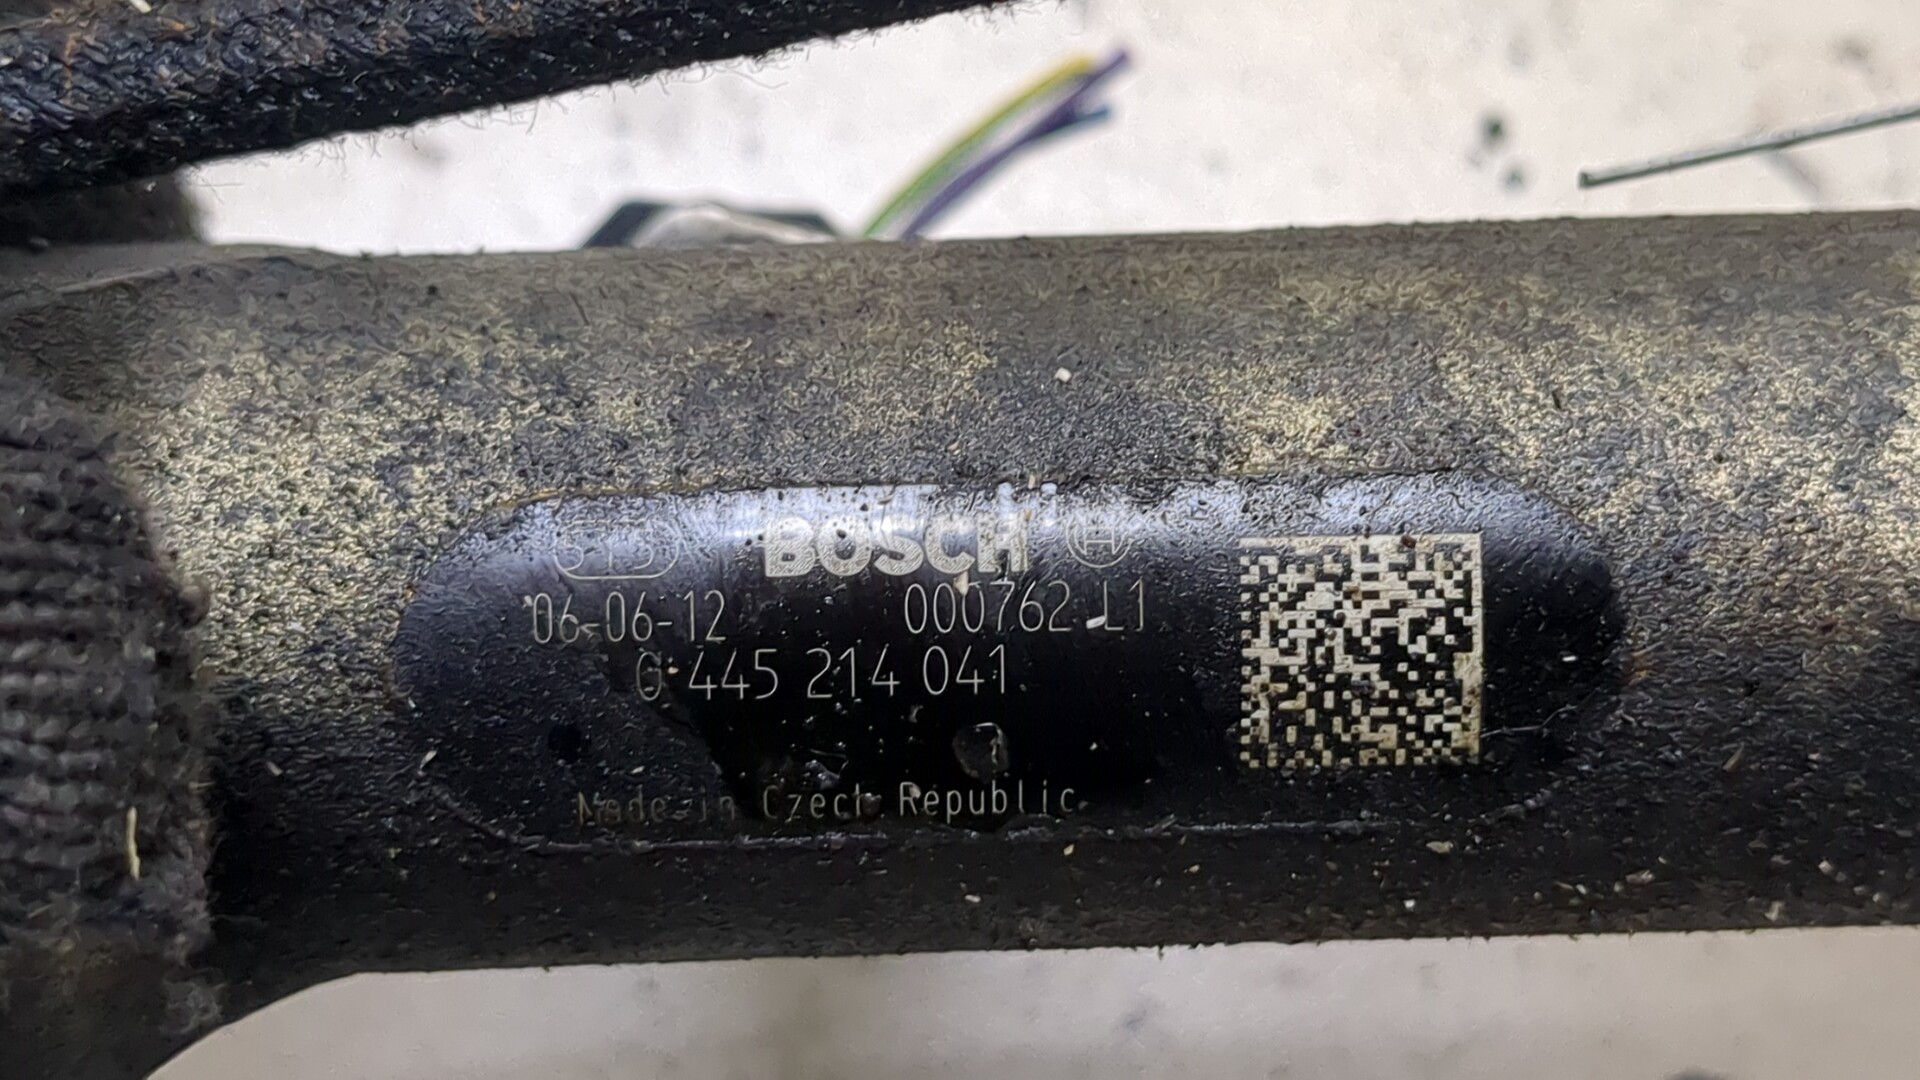 BOSCH
06-06-12 000762 L1
0 445 214 041
Made in Czech Republic